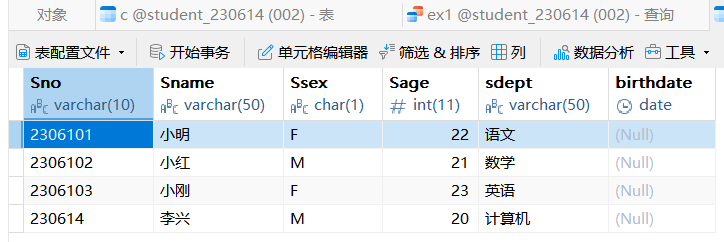 对象 c @student_230614 (002) - 表 ex1 @student_230614 (002) - 查询
表配置文件 开始事务 单元格编辑器 筛选 & 排序 列 数据分析 工具
Sno Sname Ssex Sage sdept birthdate
varchar(10) varchar(50) char(1) int(11) varchar(50) date
2306101 小明 F 22 语文 (Null)
2306102 小红 M 21 数学 (Null)
2306103 小刚 F 23 英语 (Null)
230614 李兴 M 20 计算机 (Null)